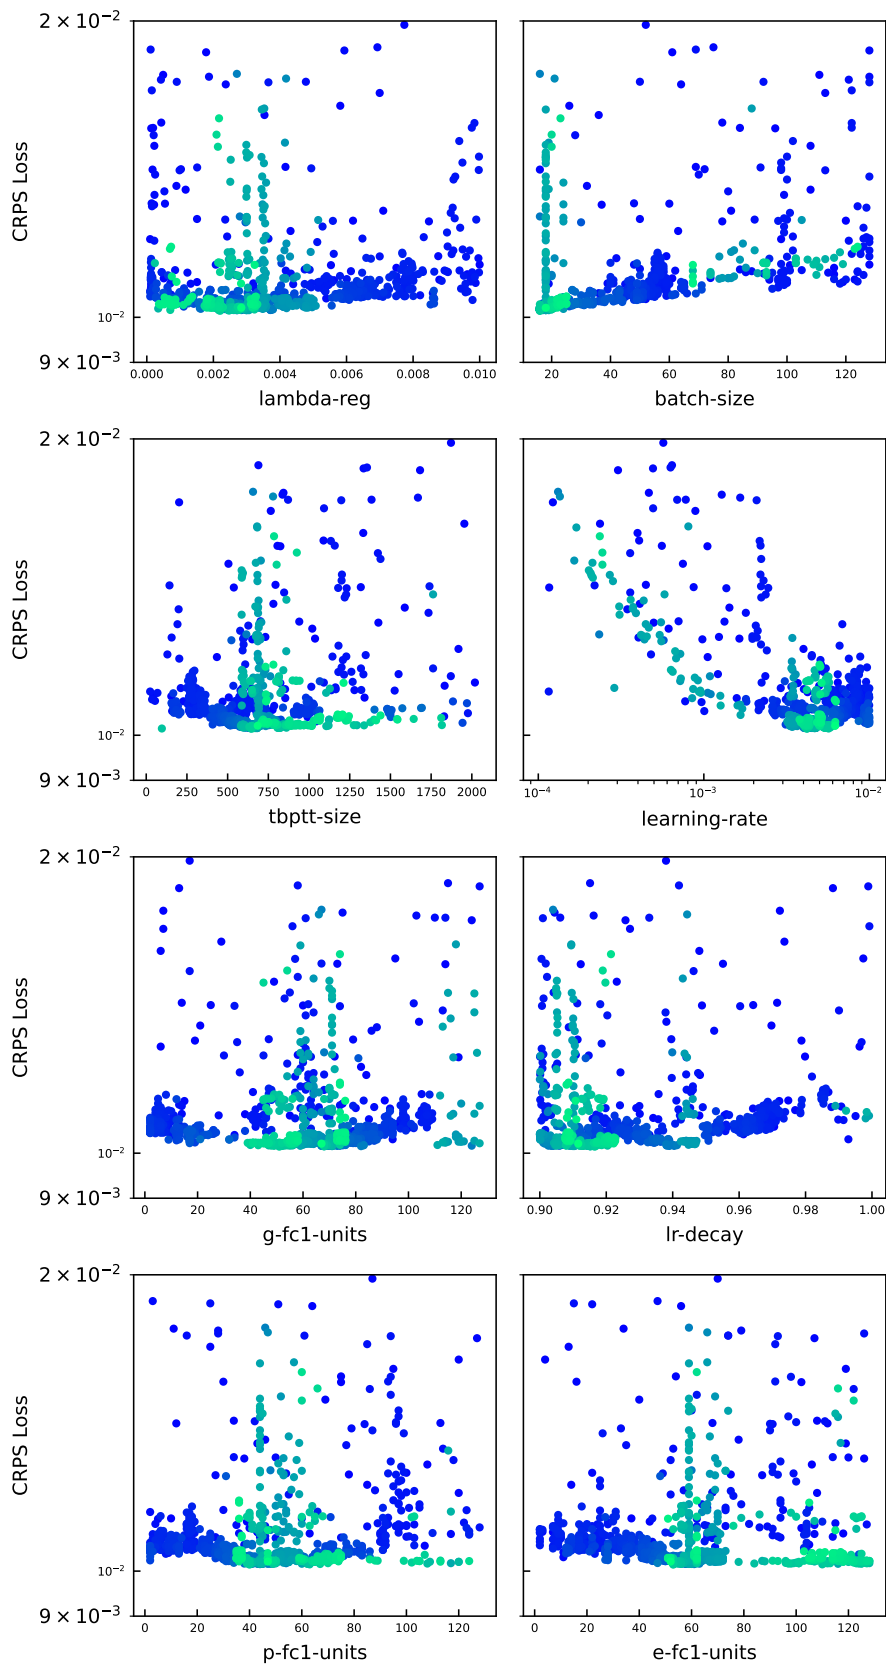 2 × 10⁻²
CRPS Loss
10⁻²
9 × 10⁻³
0.000 0.002 0.004 0.006 0.008 0.010
lambda-reg
20 40 60 80 100 120
batch-size
2 × 10⁻²
CRPS Loss
10⁻²
9 × 10⁻³
0 250 500 750 1000 1250 1500 1750 2000
tbptt-size
10⁻⁴ 10⁻³ 10⁻²
learning-rate
2 × 10⁻²
CRPS Loss
10⁻²
9 × 10⁻³
0 20 40 60 80 100 120
g-fc1-units
0.90 0.92 0.94 0.96 0.98 1.00
lr-decay
2 × 10⁻²
CRPS Loss
10⁻²
9 × 10⁻³
0 20 40 60 80 100 120
p-fc1-units
0 20 40 60 80 100 120
e-fc1-units